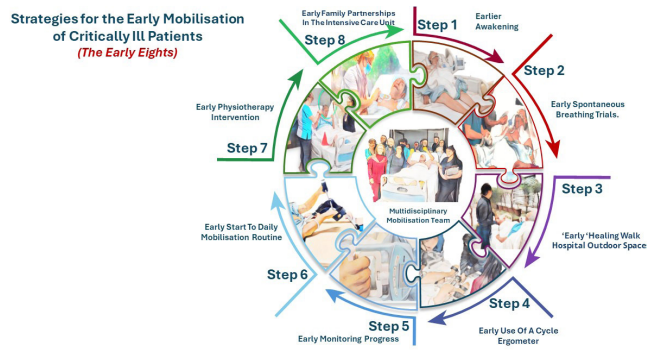 Strategies for the Early Mobilisation
of Critically Ill Patients
(The Early Eights)
Step 1
Earlier
Awakening
Step 2
Early Spontaneous
Breathing Trials.
Step 3
'Early 'Healing Walk
Hospital Outdoor Space
Step 4
Early Use Of A Cycle
Ergometer
Step 5
Early Monitoring Progress
Step 6
Early Start To Daily
Mobilisation Routine
Step 7
Early Physiotherapy
Intervention
Step 8
Early Family Partnerships
In The Intensive Care Unit
Multidisciplinary
Mobilisation Team